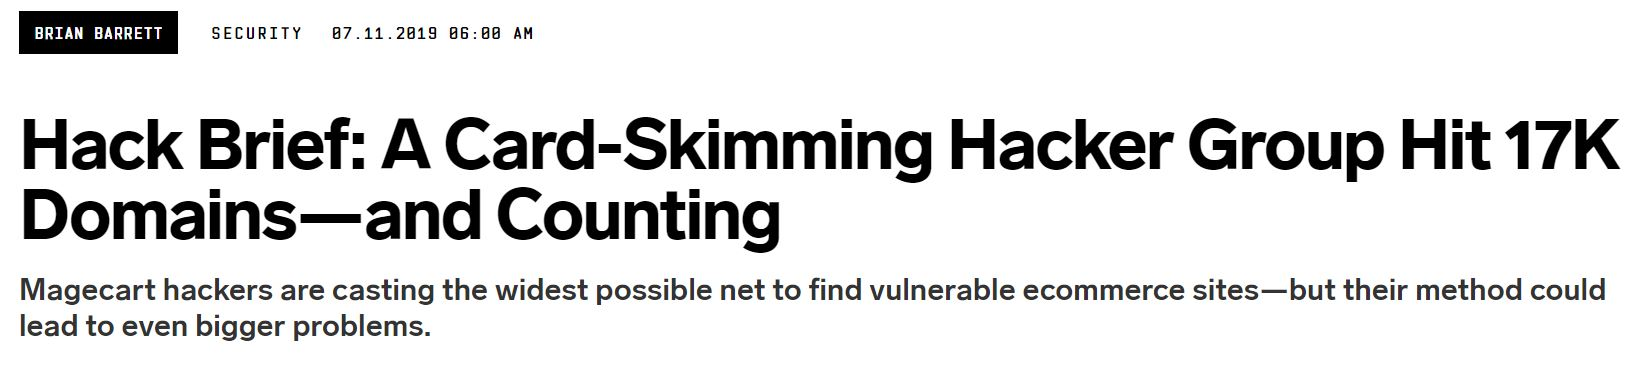 BRIAN BARRETT SECURITY 07.11.2019 06:00 AM
Hack Brief: A Card-Skimming Hacker Group Hit 17K
Domains—and Counting
Magecart hackers are casting the widest possible net to find vulnerable ecommerce sites—but their method could
lead to even bigger problems.